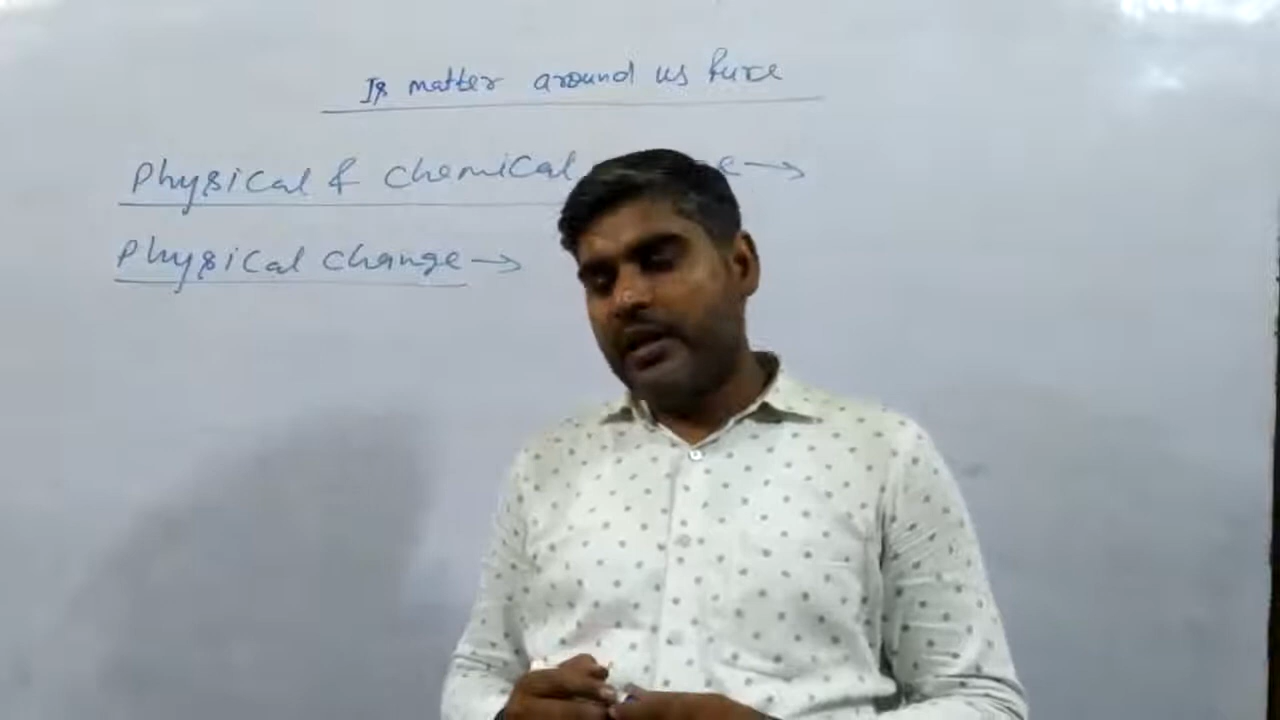 Is matter around us Pure
Physical & chemical
Physical change →